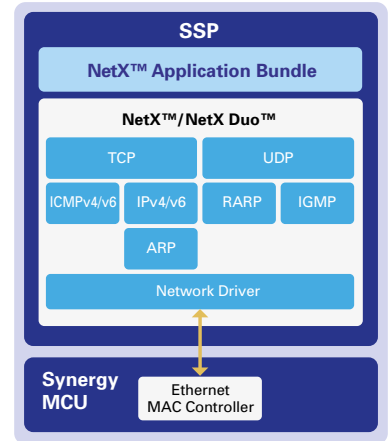 SSP
NetX™ Application Bundle
NetX™/NetX Duo™
TCP UDP
ICMPv4/v6 IPv4/v6 RARP IGMP
ARP
Network Driver
Synergy
MCU
Ethernet
MAC Controller